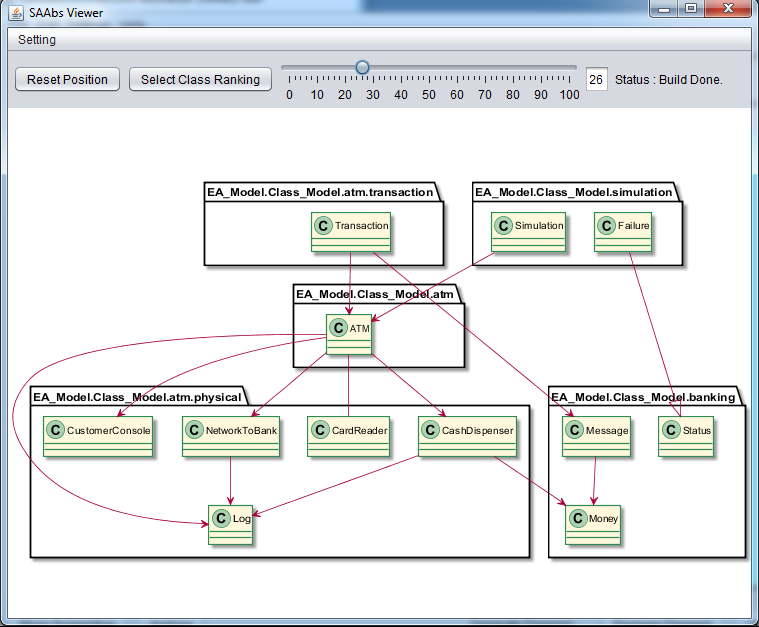 SAAbs Viewer
Setting
Reset Position
Select Class Ranking
0 10 20 30 40 50 60 70 80 90 100
26
Status : Build Done.
EA_Model.Class_Model.atm.transaction
C Transaction
EA_Model.Class_Model.simulation
C Simulation
C Failure
EA_Model.Class_Model.atm
C ATM
EA_Model.Class_Model.atm.physical
C CustomerConsole
C NetworkToBank
C CardReader
C CashDispenser
C Log
EA_Model.Class_Model.banking
C Message
C Status
C Money